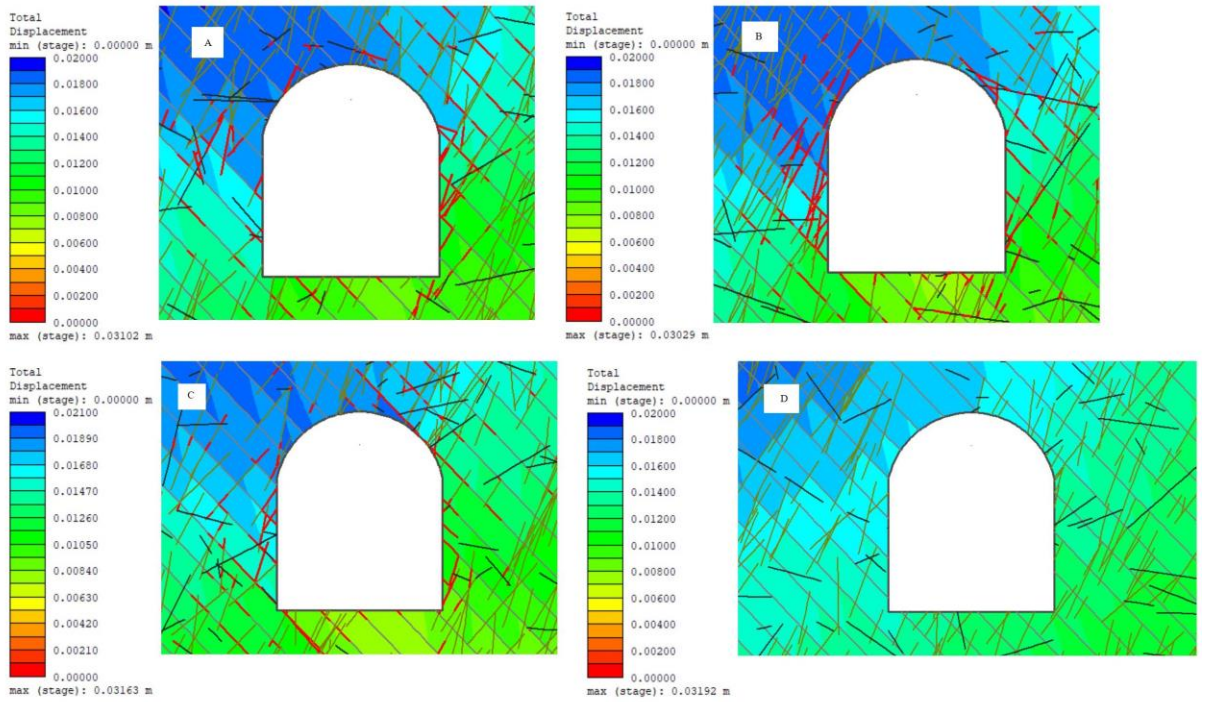 Total
Displacement
min (stage): 0.00000 m
0.02000
0.01800
0.01600
0.01400
0.01200
0.01000
0.00800
0.00600
0.00400
0.00200
0.00000
max (stage): 0.03102 m
A
Total
Displacement
min (stage): 0.00000 m
0.02000
0.01800
0.01600
0.01400
0.01200
0.01000
0.00800
0.00600
0.00400
0.00200
0.00000
max (stage): 0.03029 m
B
Total
Displacement
min (stage): 0.00000 m
0.02100
0.01890
0.01680
0.01470
0.01260
0.01050
0.00840
0.00630
0.00420
0.00210
0.00000
max (stage): 0.03163 m
C
Total
Displacement
min (stage): 0.00000 m
0.02000
0.01800
0.01600
0.01400
0.01200
0.01000
0.00800
0.00600
0.00400
0.00200
0.00000
max (stage): 0.03192 m
D